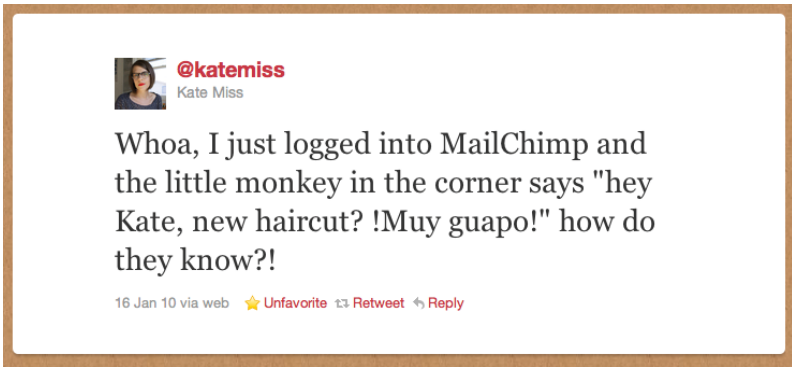 @katemiss
Kate Miss
Whoa, I just logged into MailChimp and
the little monkey in the corner says "hey
Kate, new haircut? !Muy guapo!" how do
they know?!
16 Jan 10 via web Unfavorite Retweet Reply